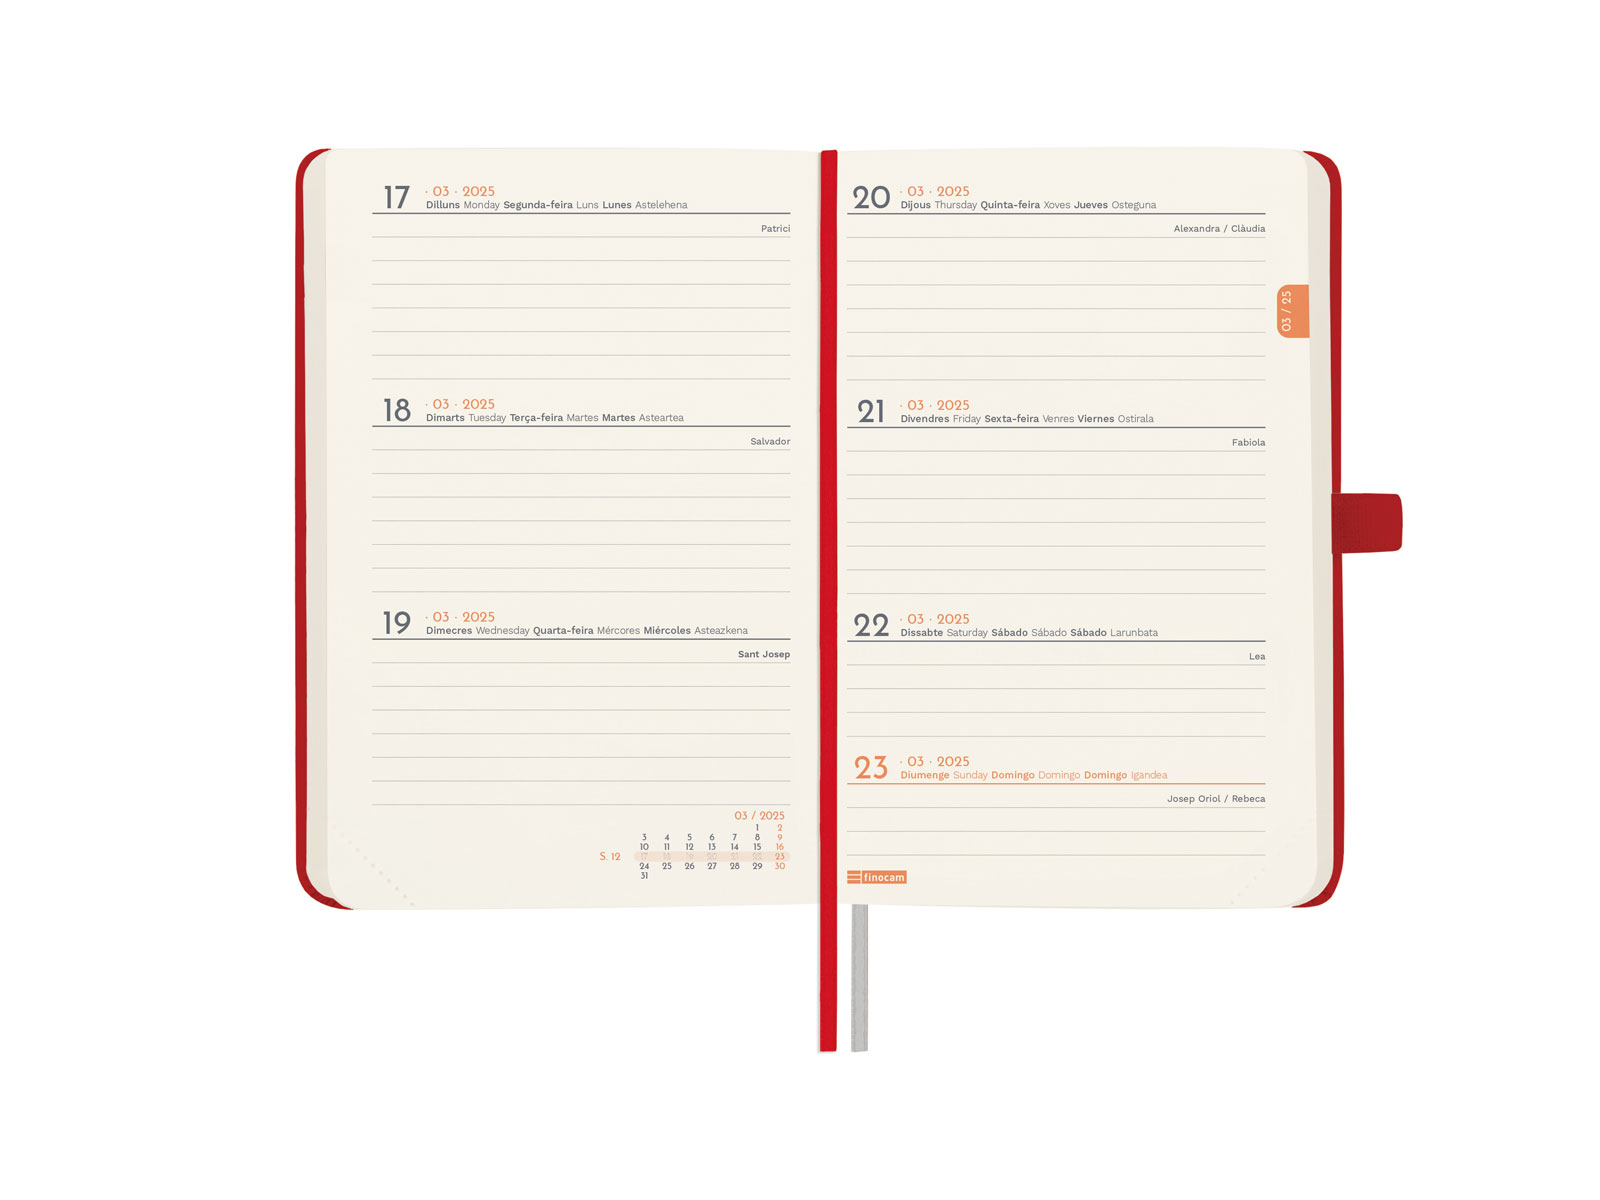 17 · 03 · 2025
Dilluns Monday Segunda-feira Luns Lunes Astelehena
Patrici
18 · 03 · 2025
Dimarts Tuesday Terça-feira Martes Martes Asteartea
Salvador
19 · 03 · 2025
Dimecres Wednesday Quarta-feira Mércores Miércoles Asteazkena
Sant Josep
03 / 2025
1 2
3 4 5 6 7 8 9
10 11 12 13 14 15 16
S. 12 17 18 19 20 21 22 23
24 25 26 27 28 29 30
31
20 · 03 · 2025
Dijous Thursday Quinta-feira Xoves Jueves Osteguna
Alexandra / Clàudia
03 / 25
21 · 03 · 2025
Divendres Friday Sexta-feira Venres Viernes Ostirala
Fabiola
22 · 03 · 2025
Dissabte Saturday Sábado Sábado Sábado Larunbata
Lea
23 · 03 · 2025
Diumenge Sunday Domingo Domingo Domingo Igandea
Josep Oriol / Rebeca
finocam